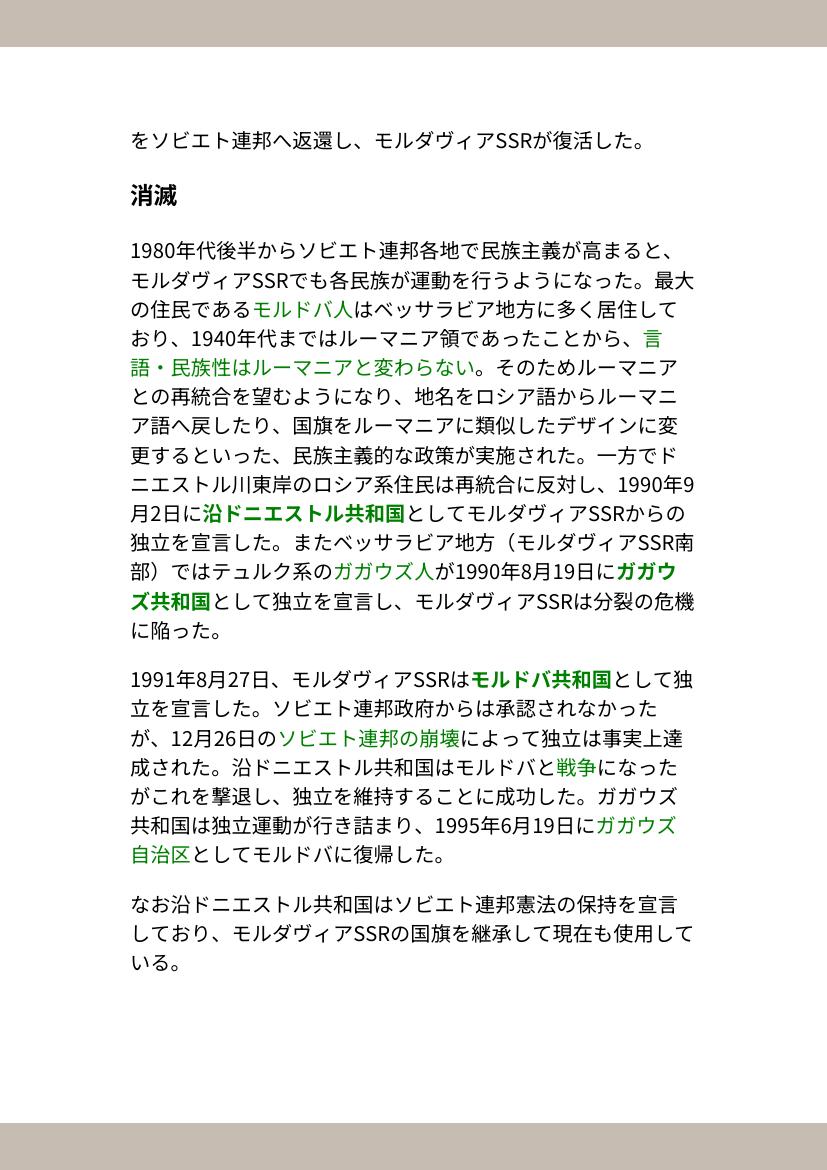 をソビエト連邦へ返還し、モルダヴィアSSRが復活した。
消滅
1980年代後半からソビエト連邦各地で民族主義が高まると、
モルダヴィアSSRでも各民族が運動を行うようになった。最大
の住民であるモルドバ人はベッサラビア地方に多く居住して
おり、1940年代まではルーマニア領であったことから、言
語・民族性はルーマニアと変わらない。そのためルーマニア
との再統合を望むようになり、地名をロシア語からルーマニ
ア語へ戻したり、国旗をルーマニアに類似したデザインに変
更するといった、民族主義的な政策が実施された。一方でド
ニエストル川東岸のロシア系住民は再統合に反対し、1990年9
月2日に沿ドニエストル共和国としてモルダヴィアSSRからの
独立を宣言した。またベッサラビア地方（モルダヴィアSSR南
部）ではテュルク系のガガウズ人が1990年8月19日にガガウ
ズ共和国として独立を宣言し、モルダヴィアSSRは分裂の危機
に陥った。
1991年8月27日、モルダヴィアSSRはモルドバ共和国として独
立を宣言した。ソビエト連邦政府からは承認されなかった
が、12月26日のソビエト連邦の崩壊によって独立は事実上達
成された。沿ドニエストル共和国はモルドバと戦争になった
がこれを撃退し、独立を維持することに成功した。ガガウズ
共和国は独立運動が行き詰まり、1995年6月19日にガガウズ
自治区としてモルドバに復帰した。
なお沿ドニエストル共和国はソビエト連邦憲法の保持を宣言
しており、モルダヴィアSSRの国旗を継承して現在も使用して
いる。